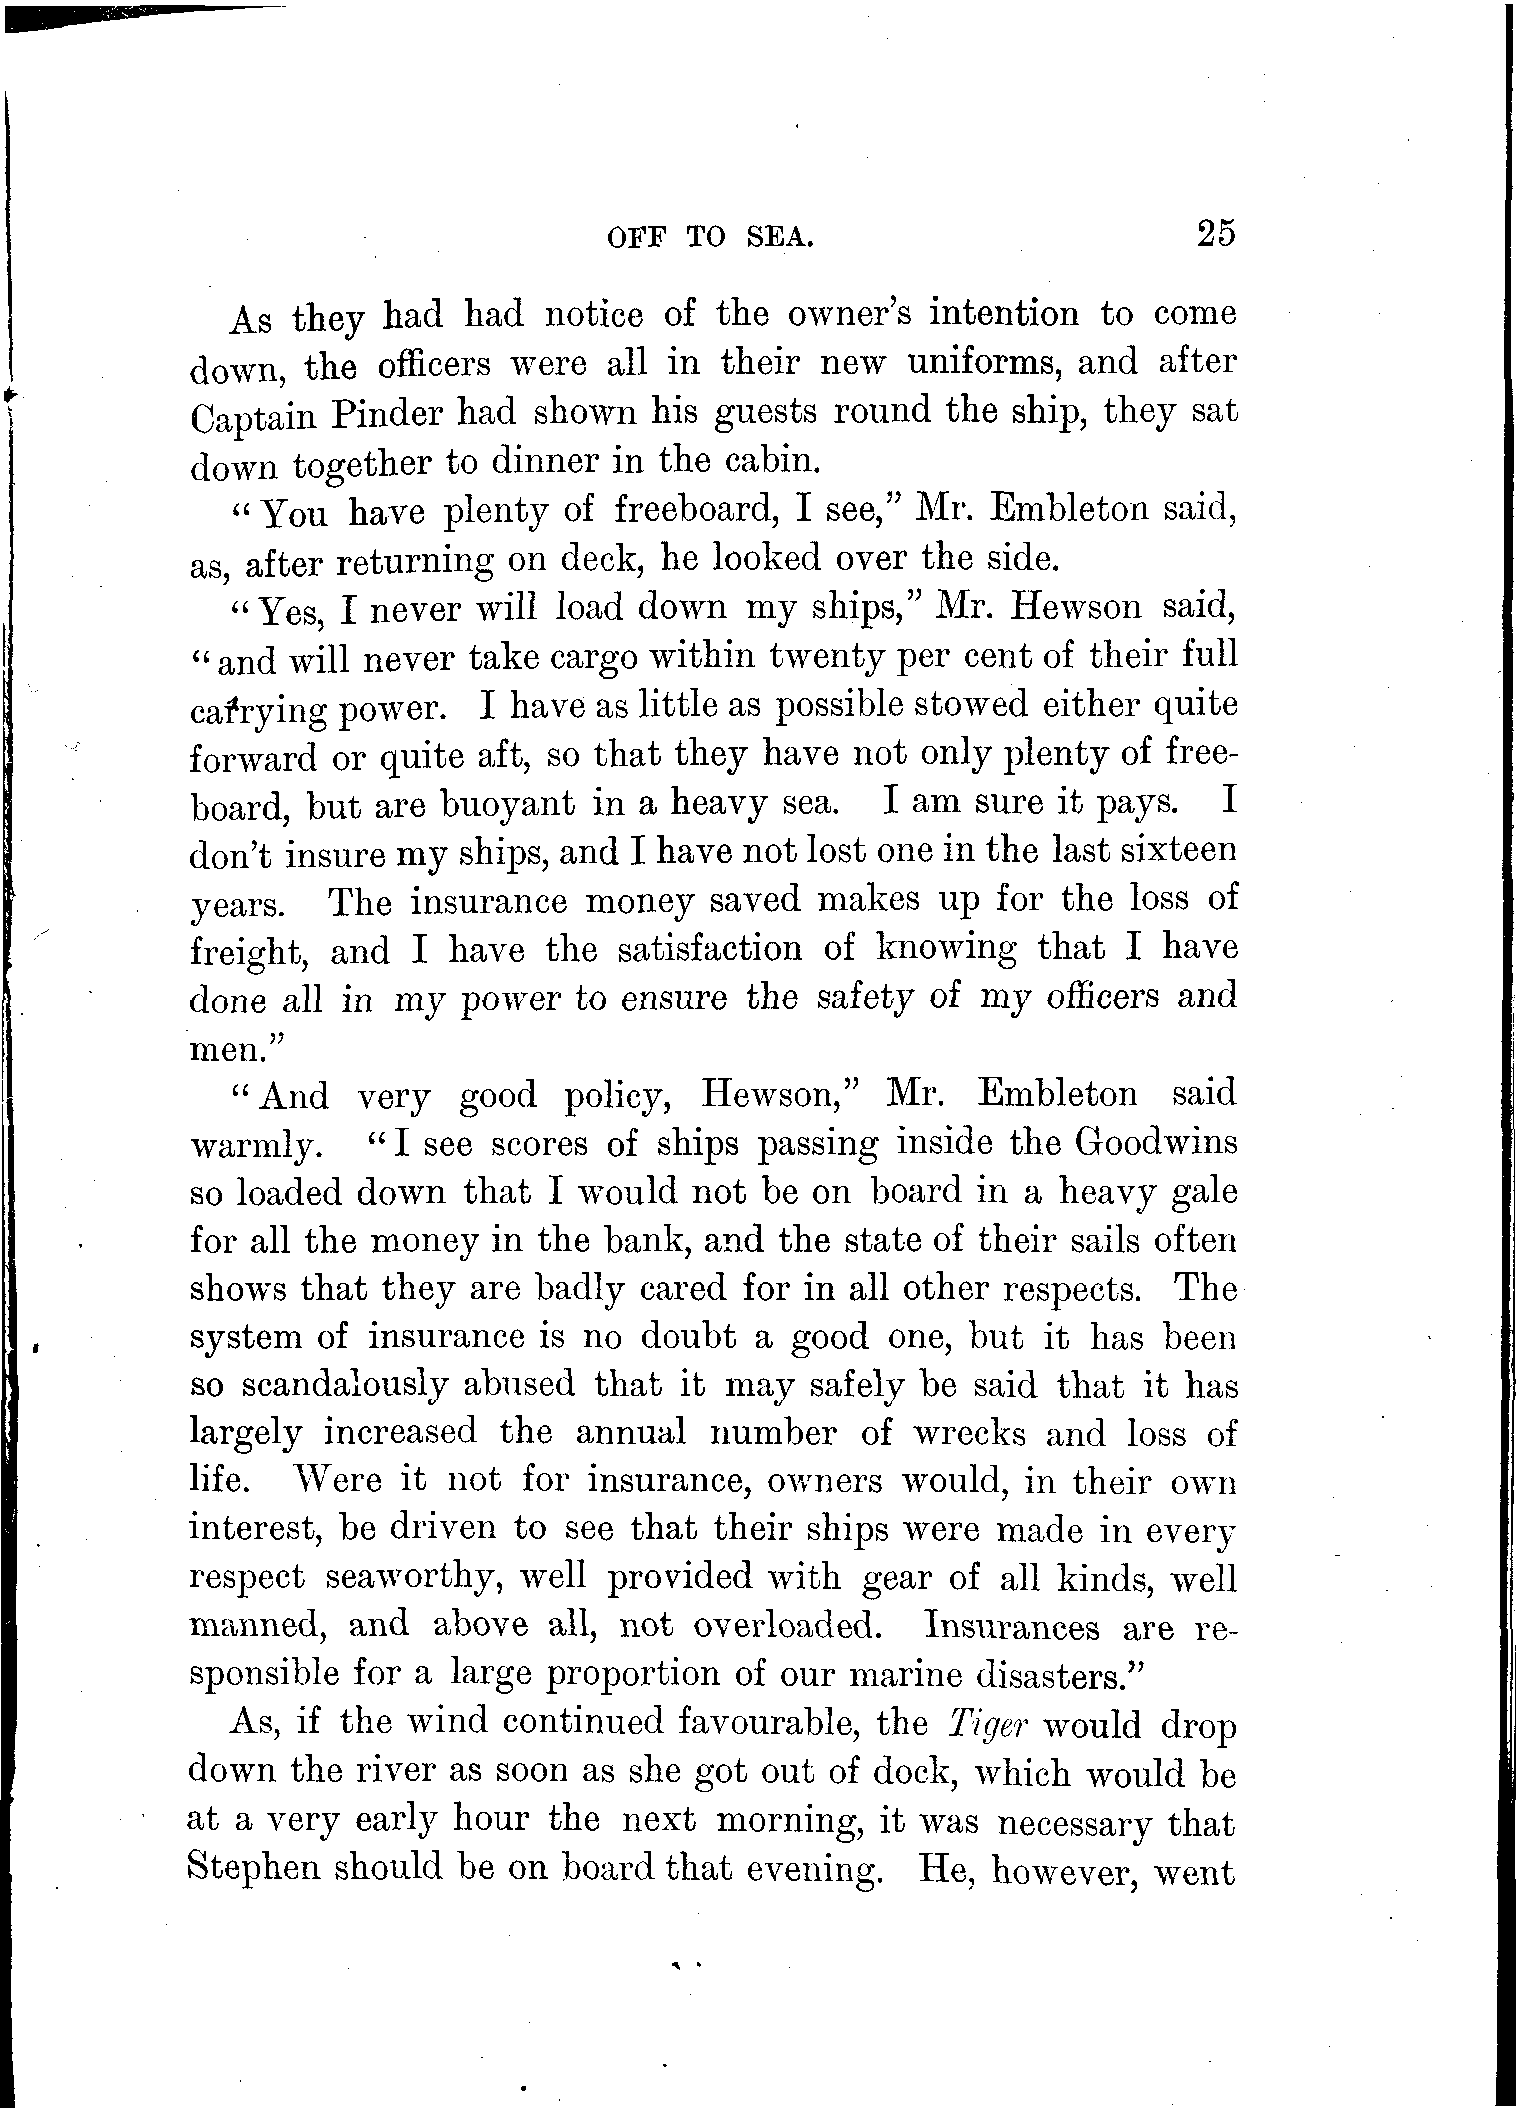 OFF TO SEA. 25
As they had had notice of the owner's intention to come
down, the officers were all in their new uniforms, and after
Captain Pinder had shown his guests round the ship, they sat
down together to dinner in the cabin.
"You have plenty of freeboard, I see," Mr. Embleton said,
as, after returning on deck, he looked over the side.
"Yes, I never will load down my ships," Mr. Hewson said,
"and will never take cargo within twenty per cent of their full
carrying power. I have as little as possible stowed either quite
forward or quite aft, so that they have not only plenty of free-
board, but are buoyant in a heavy sea. I am sure it pays. I
don't insure my ships, and I have not lost one in the last sixteen
years. The insurance money saved makes up for the loss of
freight, and I have the satisfaction of knowing that I have
done all in my power to ensure the safety of my officers and
men."
"And very good policy, Hewson," Mr. Embleton said
warmly. "I see scores of ships passing inside the Goodwins
so loaded down that I would not be on board in a heavy gale
for all the money in the bank, and the state of their sails often
shows that they are badly cared for in all other respects. The
system of insurance is no doubt a good one, but it has been
so scandalously abused that it may safely be said that it has
largely increased the annual number of wrecks and loss of
life. Were it not for insurance, owners would, in their own
interest, be driven to see that their ships were made in every
respect seaworthy, well provided with gear of all kinds, well
manned, and above all, not overloaded. Insurances are re-
sponsible for a large proportion of our marine disasters."
As, if the wind continued favourable, the Tiger would drop
down the river as soon as she got out of dock, which would be
at a very early hour the next morning, it was necessary that
Stephen should be on board that evening. He, however, went